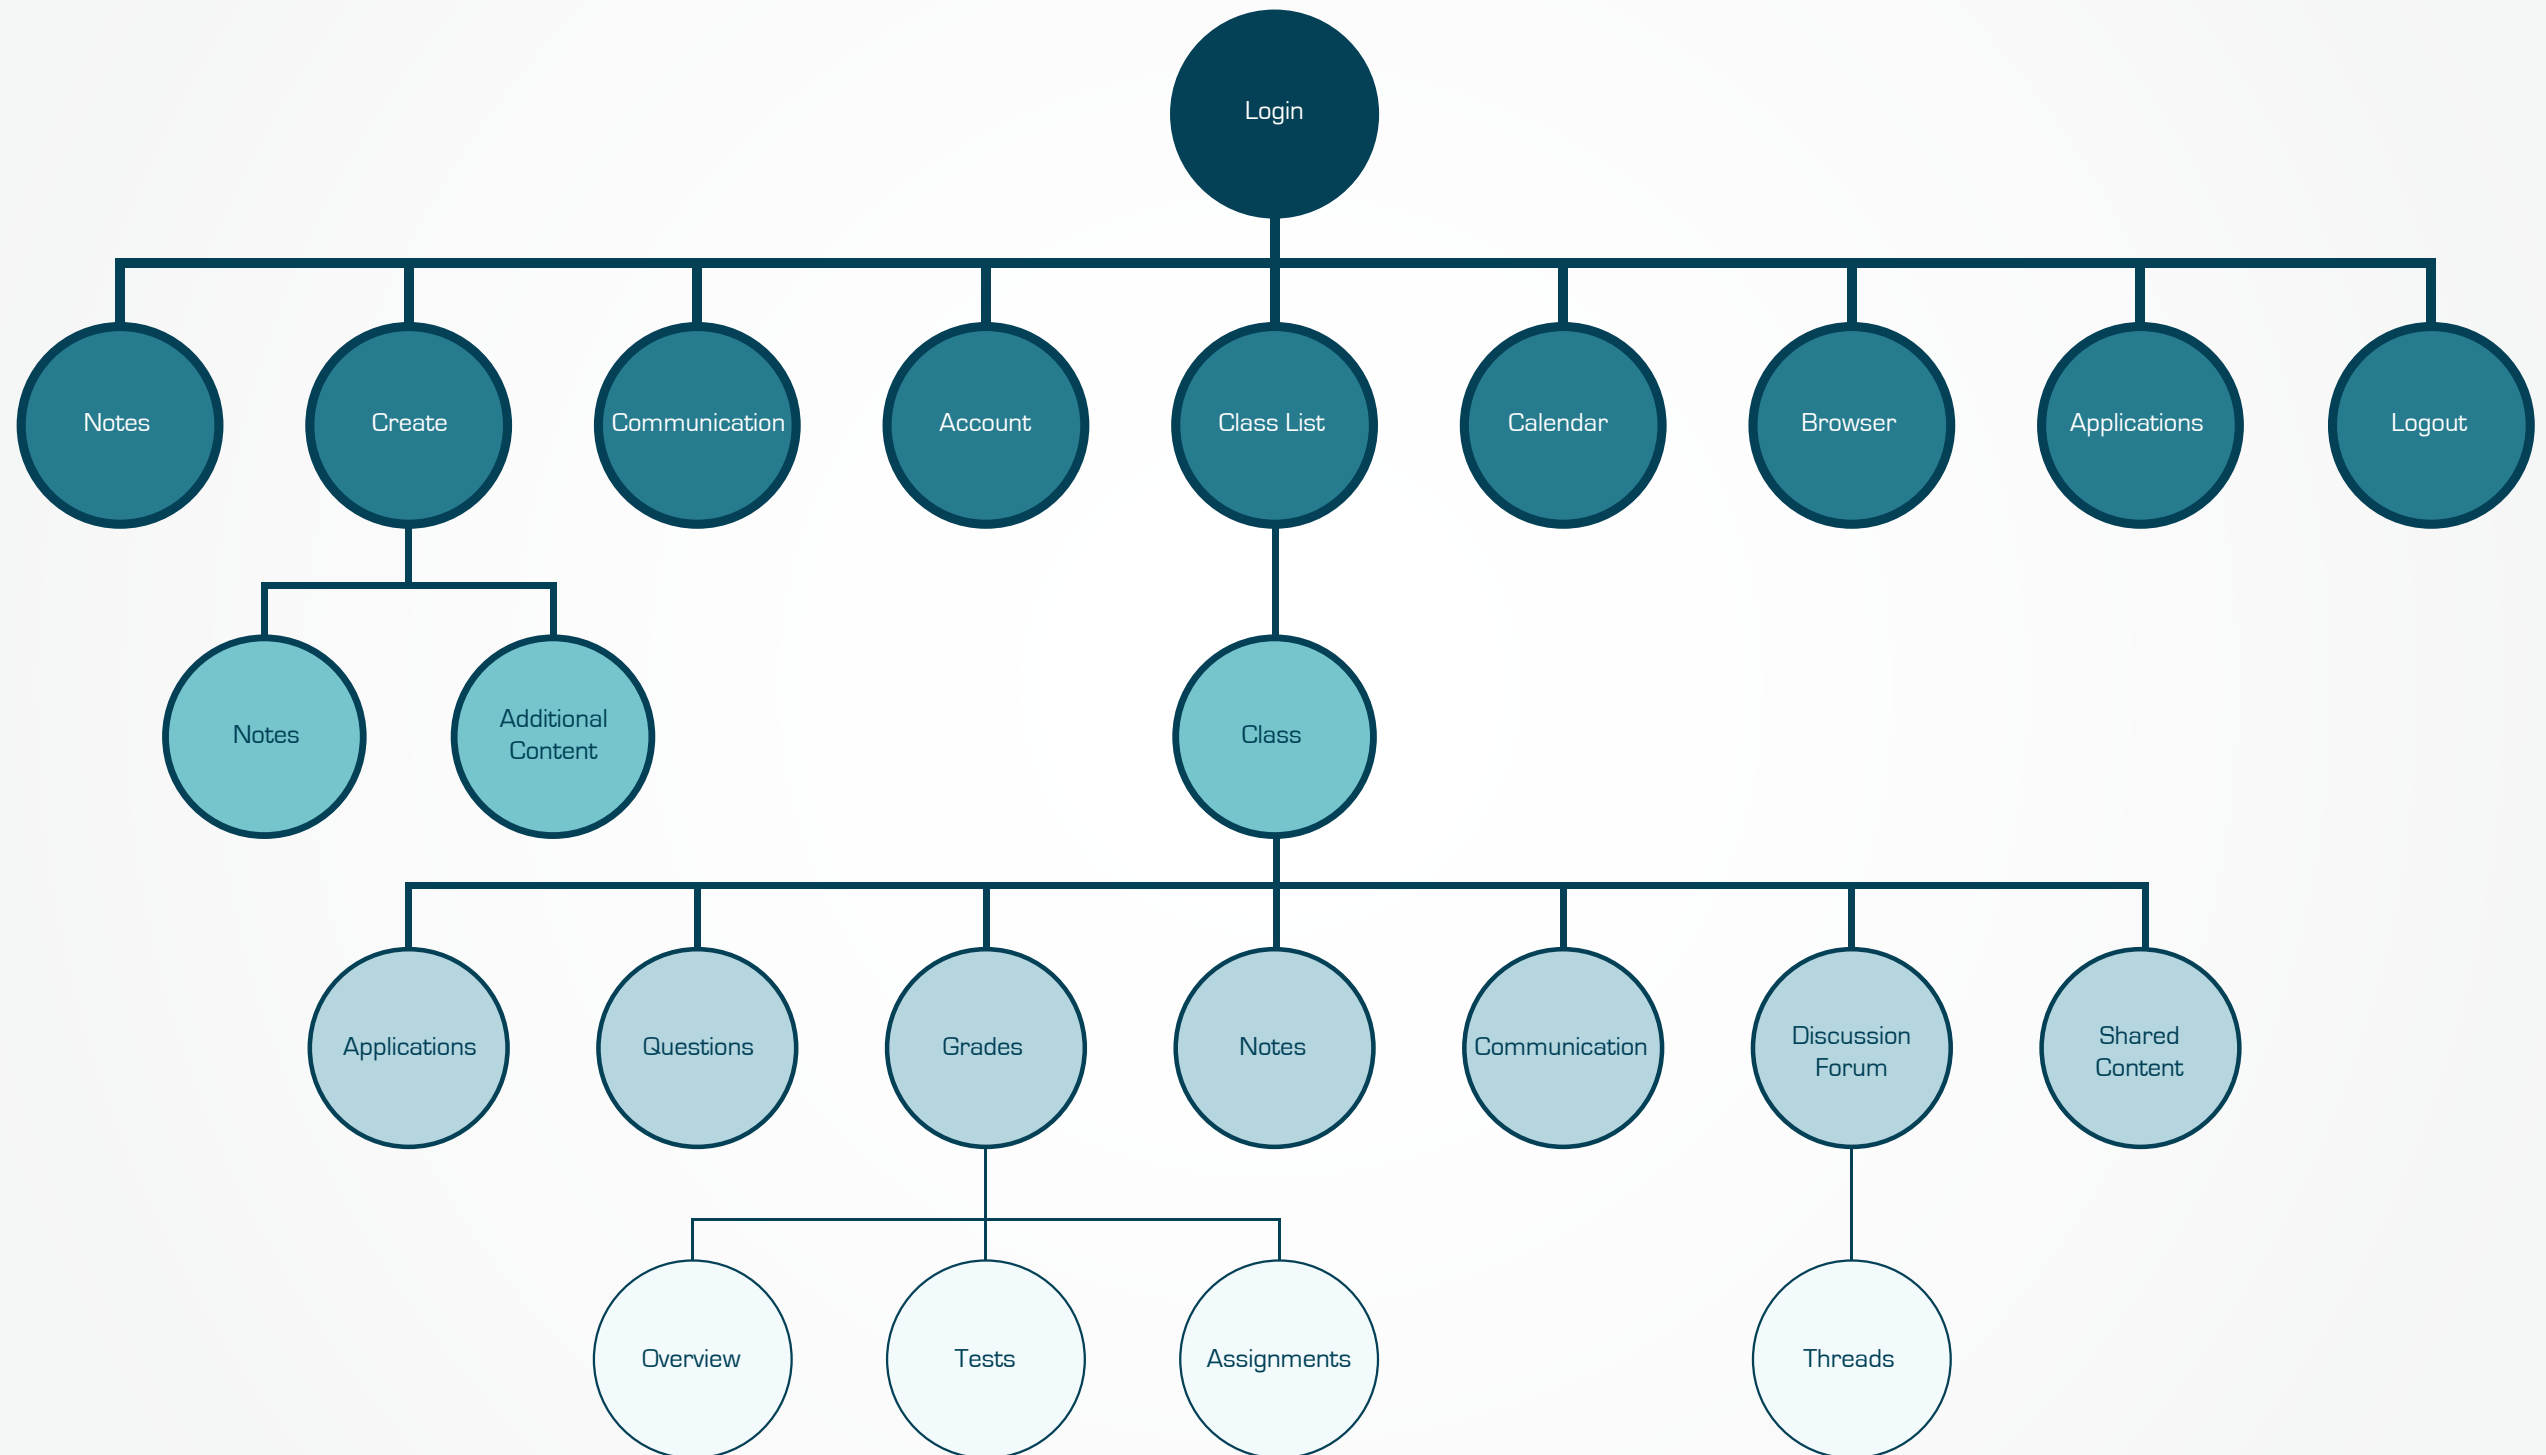 Login
Notes
Create
Communication
Account
Class List
Calendar
Browser
Applications
Logout
Notes
Additional
Content
Class
Applications
Questions
Grades
Notes
Communication
Discussion
Forum
Shared
Content
Overview
Tests
Assignments
Threads